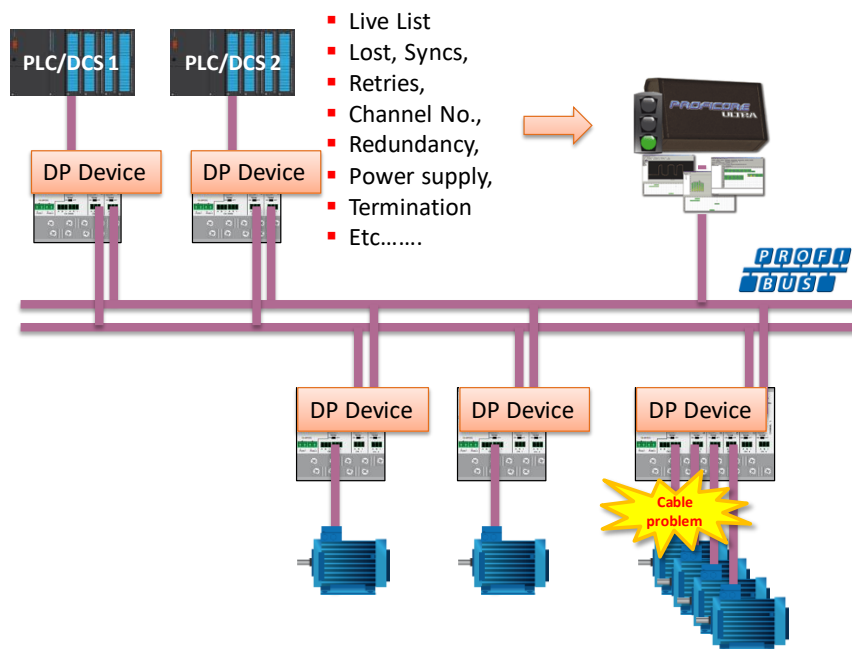 PLC/DCS 1
PLC/DCS 2
Live List
Lost, Syncs,
Retries,
Channel No.,
Redundancy,
Power supply,
Termination
Etc.......
PROFICORE
ULTRA
DP Device
DP Device
PROFI
BUS
DP Device
DP Device
DP Device
Cable
problem